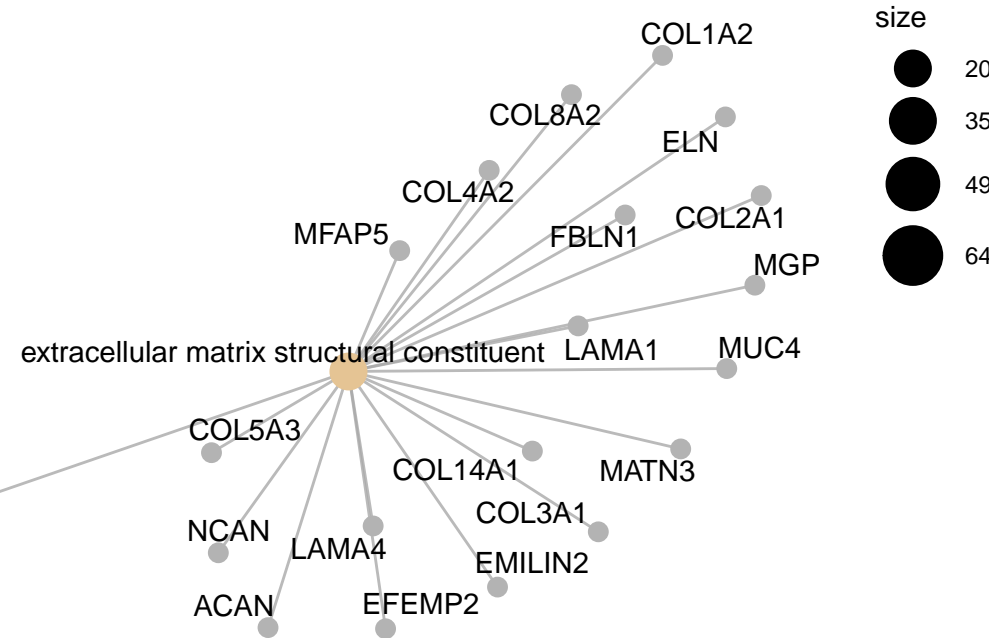 size
COL1A2
20
COL8A2
35
ELN
COL4A2
49
COL2A1
MFAP5
FBLN1
64
MGP
extracellular matrix structural constituent
LAMA1
MUC4
COL5A3
COL14A1
MATN3
COL3A1
NCAN
LAMA4
EMILIN2
ACAN
EFEMP2